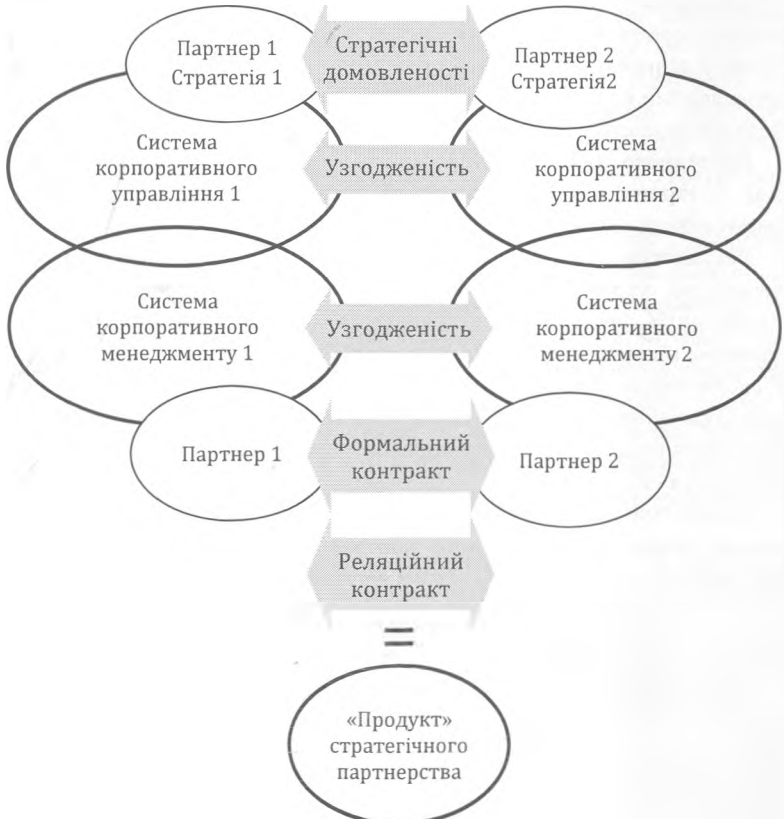 Партнер 1
Стратегія 1
Стратегічні
домовленості
Партнер 2
Стратегія2
Система
корпоративного
управління 1
Узгодженість
Система
корпоративного
управління 2
Система
корпоративного
менеджменту 1
Узгодженість
Система
корпоративного
менеджменту 2
Партнер 1
Формальний
контракт
Партнер 2
Реляційний
контракт
=
«Продукт»
стратегічного
партнерства